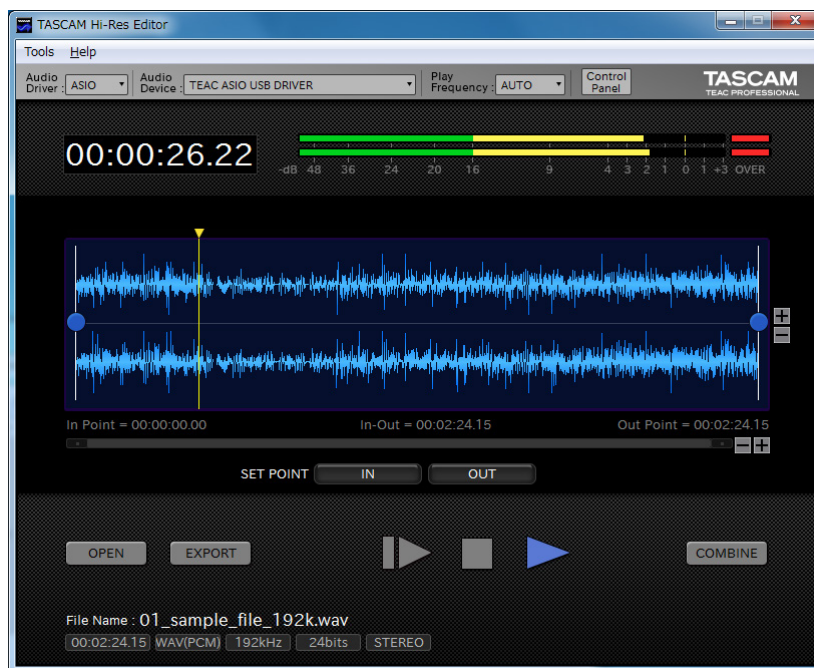 TASCAM Hi-Res Editor
Tools Help
Audio Driver : ASIO Audio Device : TEAC ASIO USB DRIVER Play Frequency : AUTO Control Panel TASCAM
TEAC PROFESSIONAL
00:00:26.22
-dB 48 36 24 20 16 9 4 3 2 1 0 1 +3 OVER
In Point = 00:00:00.00 In-Out = 00:02:24.15 Out Point = 00:02:24.15
SET POINT IN OUT
OPEN EXPORT COMBINE
File Name : 01_sample_file_192k.wav
00:02:24.15 WAV(PCM) 192kHz 24bits STEREO